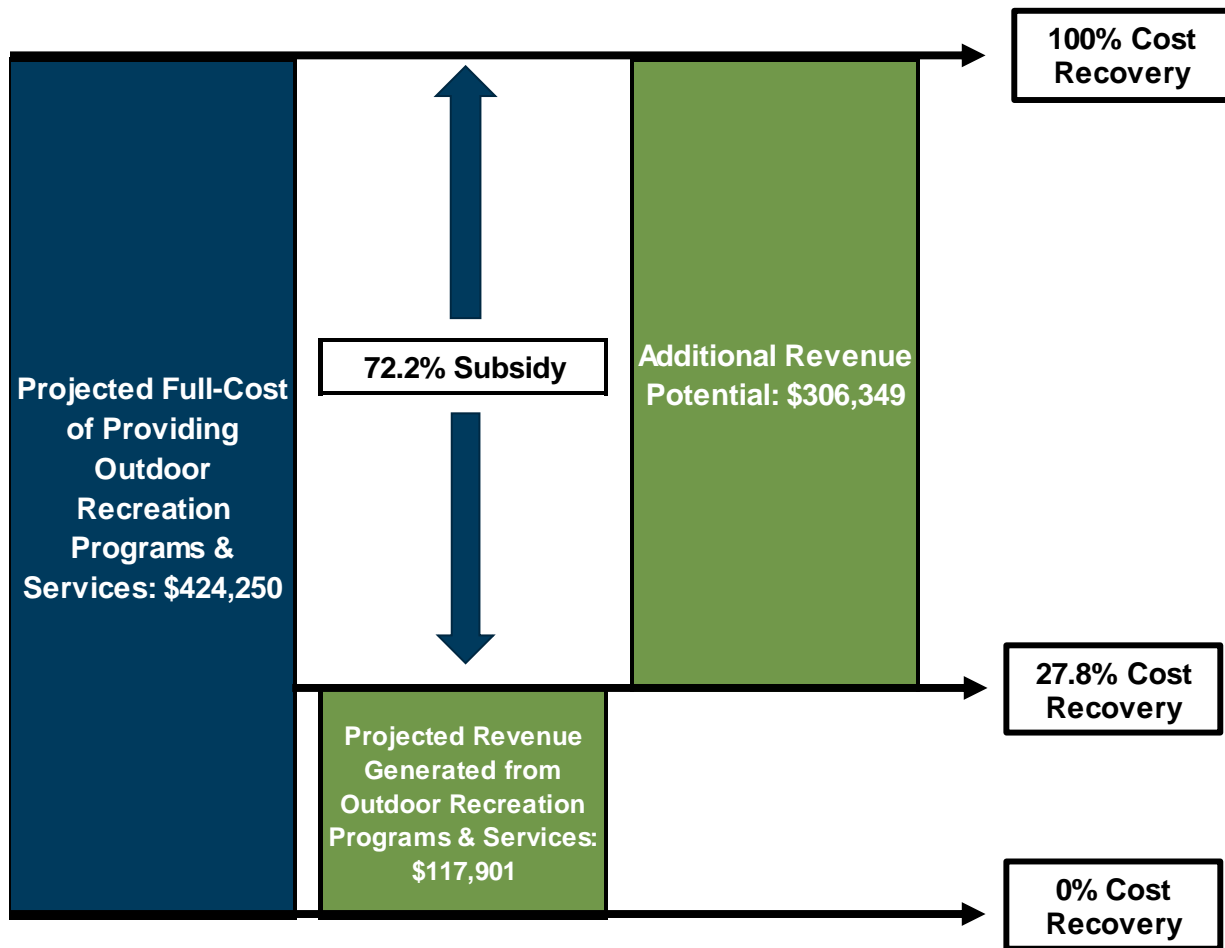 100% Cost
Recovery
Projected Full-Cost
of Providing
Outdoor
Recreation
Programs &
Services: $424,250
72.2% Subsidy
Additional Revenue
Potential: $306,349
27.8% Cost
Recovery
Projected Revenue
Generated from
Outdoor Recreation
Programs & Services:
$117,901
0% Cost
Recovery